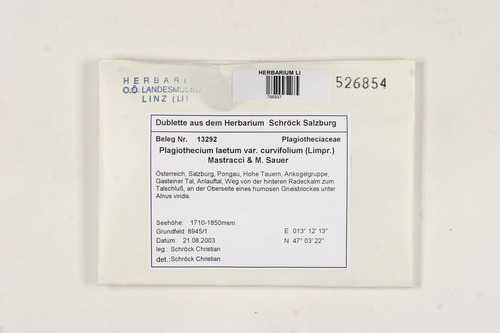 HERBARIUM LI
HERBARI
O.Ö. LANDESMUSE
LINZ (LI)
526854
Dublette aus dem Herbarium Schröck Salzburg
Beleg Nr. 13292 Plagiotheciaceae
Plagiothecium laetum var. curvifolium (Limpr.)
Mastracci & M. Sauer
Österreich, Salzburg, Pongau, Hohe Tauern, Ankogelgruppe,
Gasteiner Tal, Anlauftal, Weg von der hinteren Radeckalm zum
Talschluß, an der Oberseite eines humosen Gneisblockes unter
Alnus viridis.
Seehöhe: 1710-1850msm
Grundfeld: 8945/1 E 013° 12' 13"
Datum: 21.08.2003 N 47° 03' 22"
leg.: Schröck Christian
det.: Schröck Christian